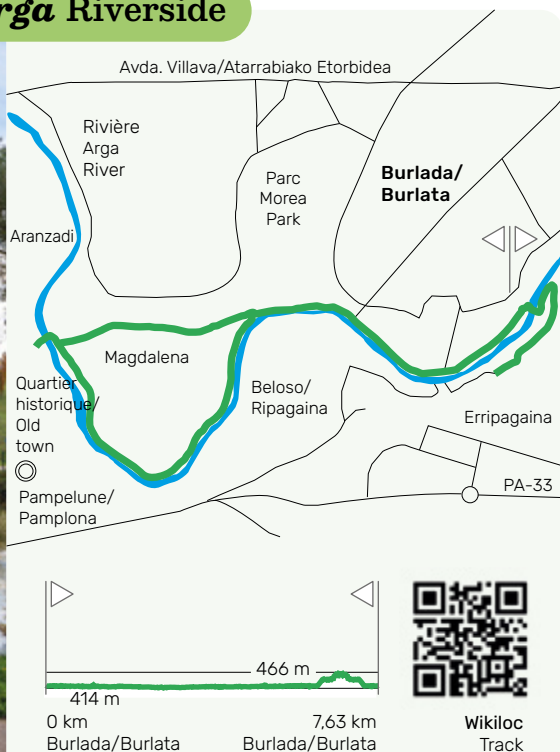 rga Riverside
Avda. Villava/Atarrabiako Etorbidea
Rivière
Arga
River
Parc
Morea
Park
Burlada/
Burlata
Aranzadi
Magdalena
Quartier
historique/
Old
town
Beloso/
Ripagaina
Erripagaina
PA-33
Pampelune/
Pamplona
466 m
414 m
0 km
Burlada/Burlata
7,63 km
Burlada/Burlata
Wikiloc
Track